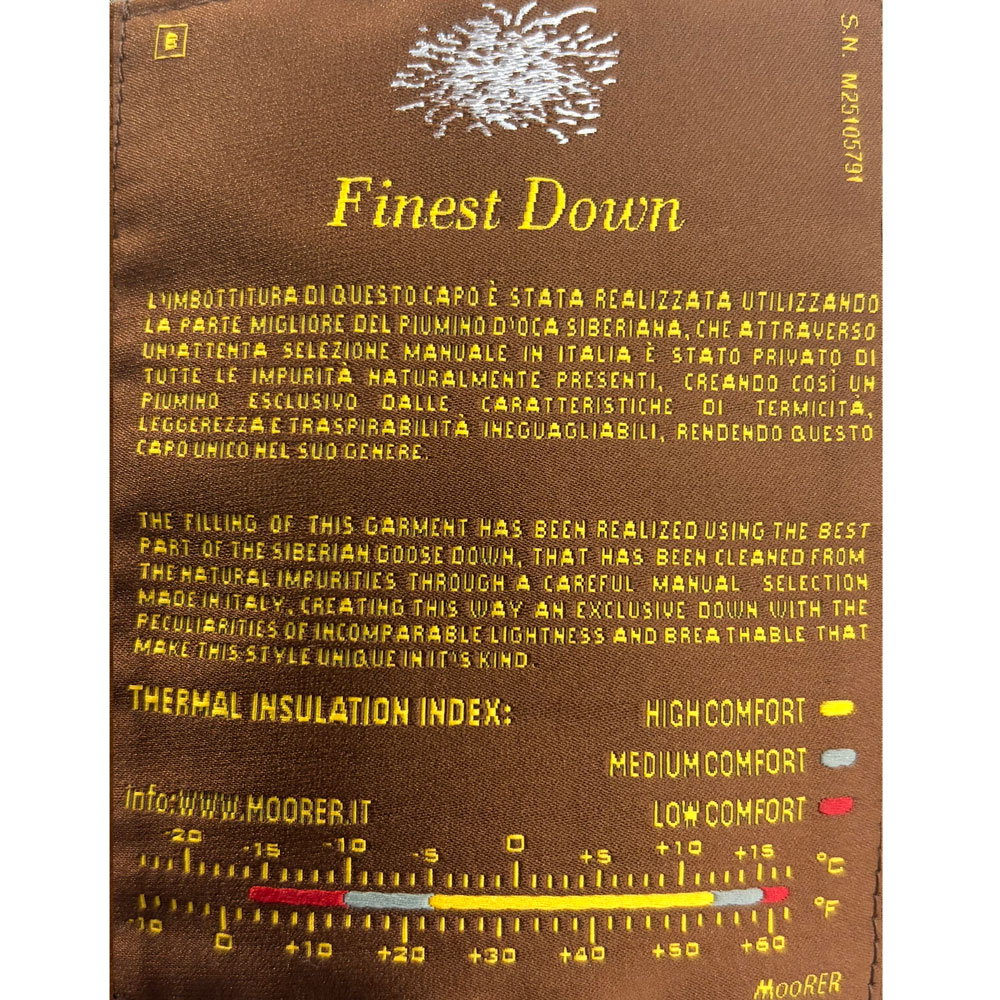 B
S.N. M25105791
Finest Down
L'IMBOTTITURA DI QUESTO CAPO È STATA REALIZZATA UTILIZZANDO
LA PARTE MIGLIORE DEL PIUMINO D'OCA SIBERIANA, CHE ATTRAVERSO
UN'ATTENTA SELEZIONE MANUALE IN ITALIA È STATO PRIVATO DI
TUTTE LE IMPURITÀ NATURALMENTE PRESENTI, CREANDO COSÌ UN
PIUMINO ESCLUSIVO DALLE CARATTERISTICHE DI TERMICITÀ,
LEGGEREZZA E TRASPIRABILITÀ INEGUAGLIABILI, RENDENDO QUESTO
CAPO UNICO NEL SUO GENERE.
THE FILLING OF THIS GARMENT HAS BEEN REALIZED USING THE BEST
PART OF THE SIBERIAN GOOSE DOWN, THAT HAS BEEN CLEANED FROM
THE NATURAL IMPURITIES THROUGH A CAREFUL MANUAL SELECTION
MADE IN ITALY, CREATING THIS WAY AN EXCLUSIVE DOWN WITH THE
PECULIARITIES OF INCOMPARABLE LIGHTNESS AND BREATHABLE THAT
MAKE THIS STYLE UNIQUE IN IT'S KIND.
THERMAL INSULATION INDEX: HIGH COMFORT
MEDIUM COMFORT
info:WWW.MOORER.IT LOW COMFORT
-20 -15 -10 -5 0 +5 +10 +15 °C
-10 0 +10 +20 +30 +40 +50 +60 °F
MOORER